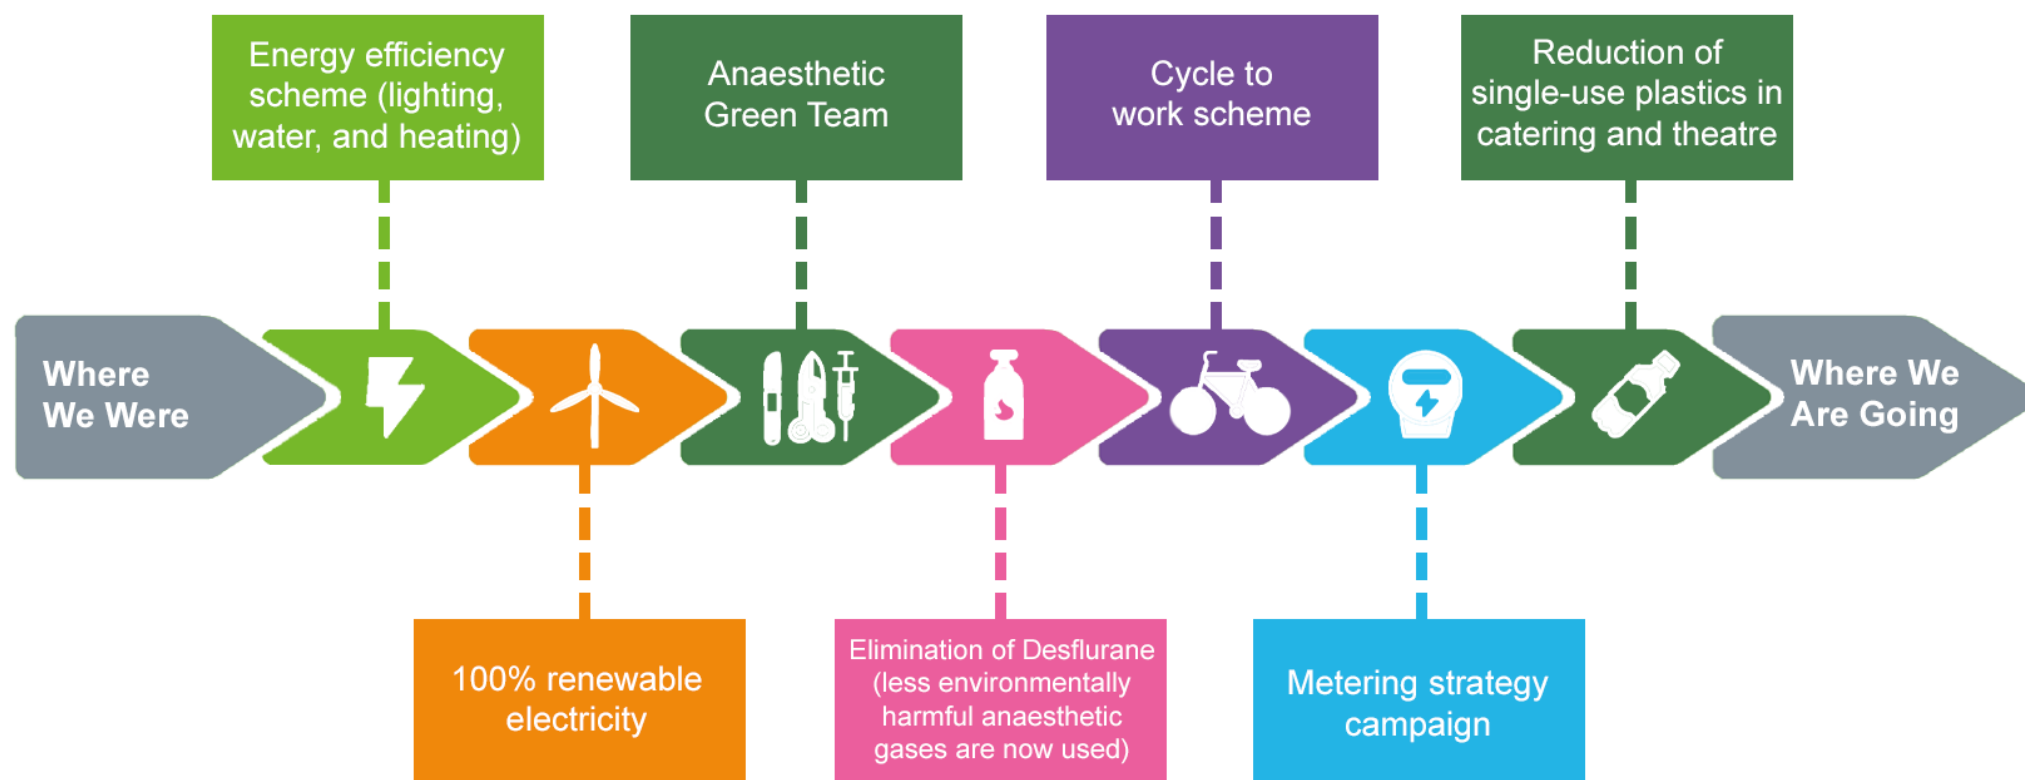 Energy efficiency
scheme (lighting,
water, and heating)
Anaesthetic
Green Team
Cycle to
work scheme
Reduction of
single-use plastics in
catering and theatre
Where
We Were
Where We
Are Going
100% renewable
electricity
Elimination of Desflurane
(less environmentally
harmful anaesthetic
gases are now used)
Metering strategy
campaign